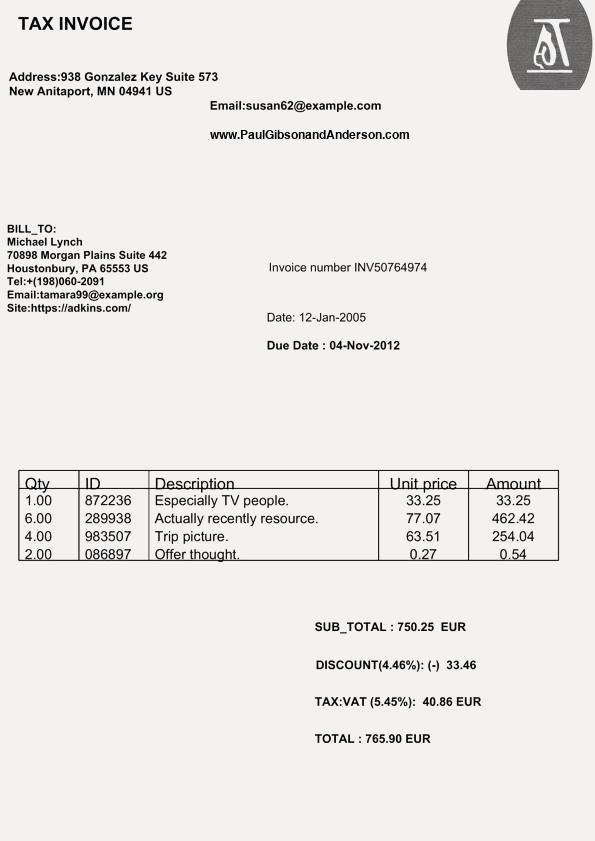 TAX INVOICE
Address:938 Gonzalez Key Suite 573
New Anitaport, MN 04941 US
Email:susan62@example.com
www.PaulGibsonandAnderson.com
BILL_TO:
Michael Lynch
70898 Morgan Plains Suite 442
Houstonbury, PA 65553 US
Tel:+(198)060-2091
Email:tamara99@example.org
Site:https://adkins.com/
Invoice number INV50764974
Date: 12-Jan-2005
Due Date : 04-Nov-2012
Qty ID Description Unit price Amount
1.00 872236 Especially TV people. 33.25 33.25
6.00 289938 Actually recently resource. 77.07 462.42
4.00 983507 Trip picture. 63.51 254.04
2.00 086897 Offer thought. 0.27 0.54
SUB_TOTAL : 750.25 EUR
DISCOUNT(4.46%): (-) 33.46
TAX:VAT (5.45%): 40.86 EUR
TOTAL : 765.90 EUR